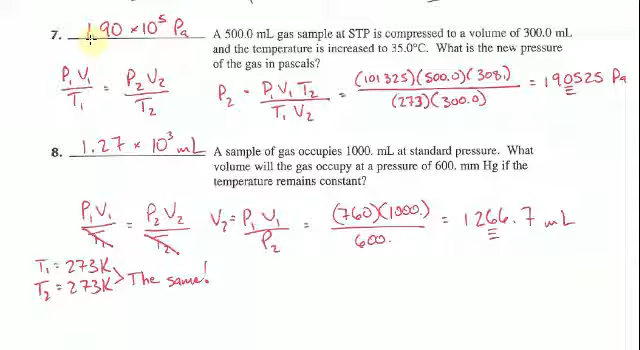 7. 1.90 × 10⁵ Pa A 500.0 mL gas sample at STP is compressed to a volume of 300.0 mL
and the temperature is increased to 35.0°C. What is the new pressure
of the gas in pascals?
P₁V₁/T₁ = P₂V₂/T₂ P₂ = P₁V₁T₂/T₁V₂ = (101325)(500.0)(308.)/(273)(300.0) = 190525 Pa
8. 1.27 × 10³ mL A sample of gas occupies 1000. mL at standard pressure. What
volume will the gas occupy at a pressure of 600. mm Hg if the
temperature remains constant?
P₁V₁/T₁ = P₂V₂/T₂ V₂ = P₁V₁/P₂ = (760)(1000.)/600. = 1266.7 mL
T₁ = 273K
T₂ = 273K > The same!